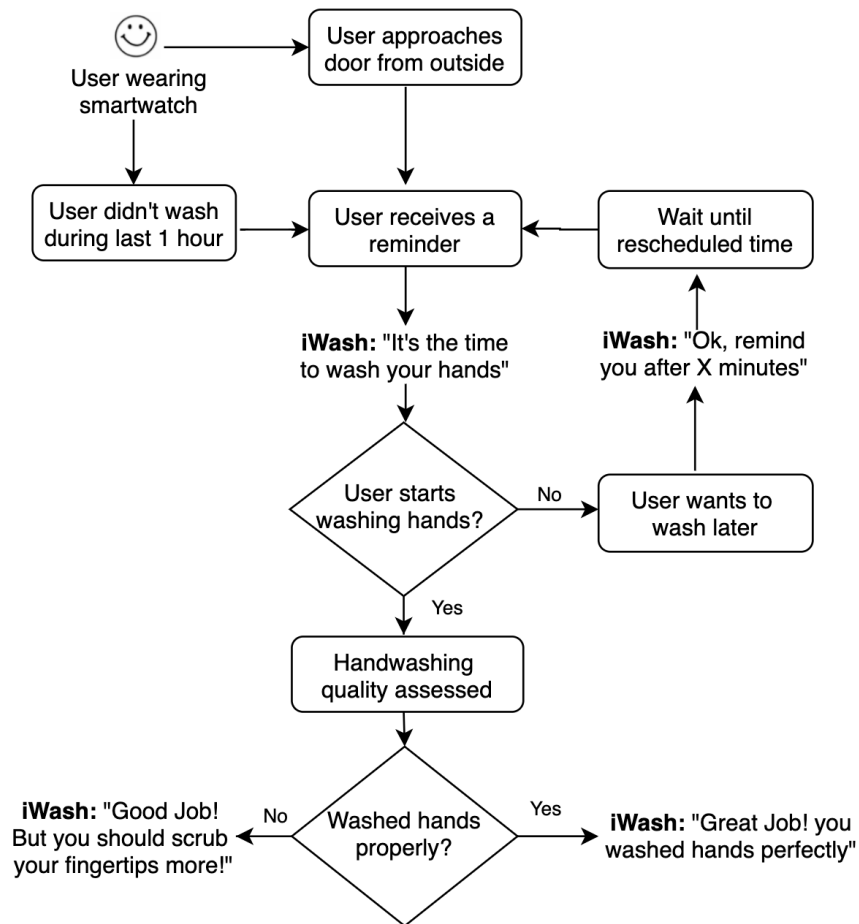 User approaches
door from outside
User wearing
smartwatch
User didn't wash
during last 1 hour
User receives a
reminder
Wait until
rescheduled time
iWash: "It's the time
to wash your hands"
iWash: "Ok, remind
you after X minutes"
User starts
washing hands?
No
User wants to
wash later
Yes
Handwashing
quality assessed
Washed hands
properly?
No
iWash: "Good Job!
But you should scrub
your fingertips more!"
Yes
iWash: "Great Job! you
washed hands perfectly"